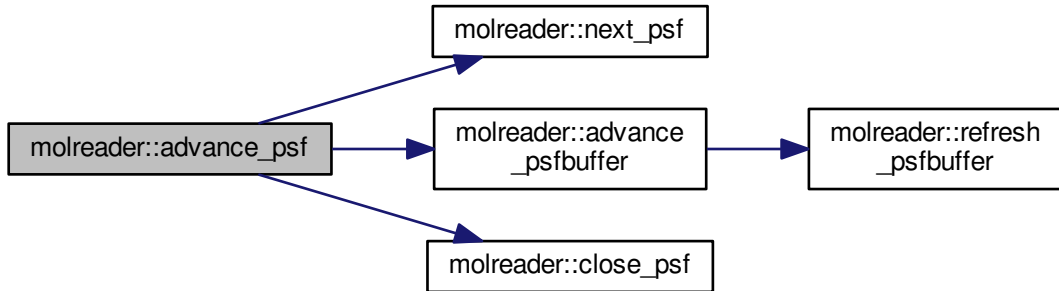 molreader::next_psf
molreader::advance_psf
molreader::advance
_psfbuffer
molreader::refresh
_psfbuffer
molreader::close_psf